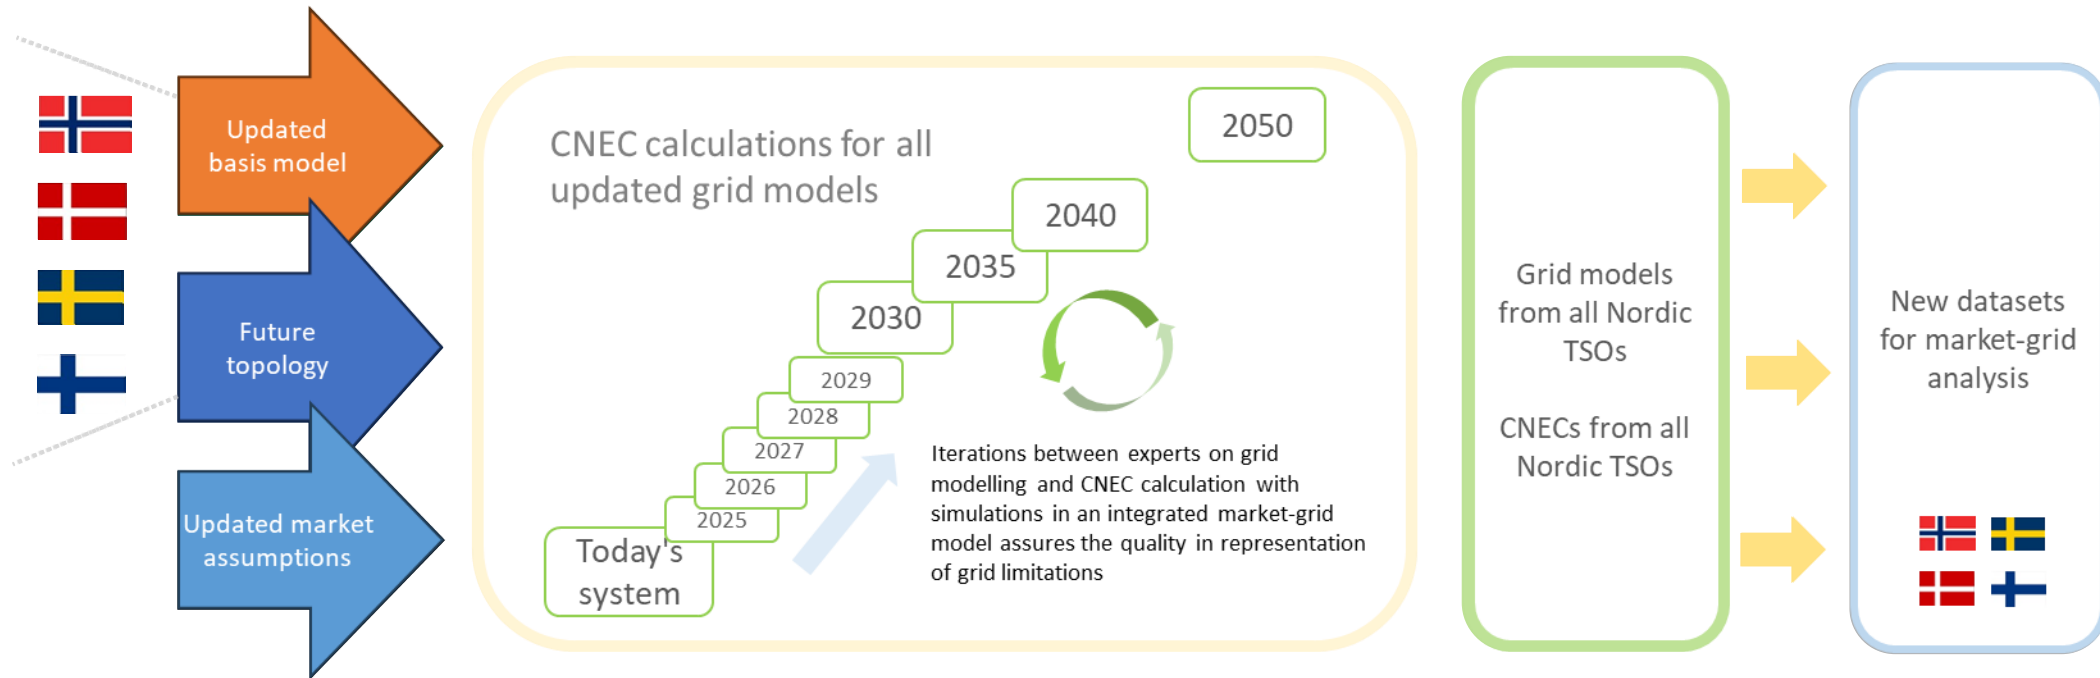 Updated
basis model
Future
topology
Updated market
assumptions
CNEC calculations for all
updated grid models
2050
2040
2035
2030
2029
2028
2027
2026
2025
Today's
system
Iterions between experts on grid
modelling and CNEC calculation with
simulations in an integrated market-grid
model assures the quality in representation
of grid limitations
Grid models
from all Nordic
TSOs
CNECs from all
Nordic TSOs
New datasets
for market-grid
analysis